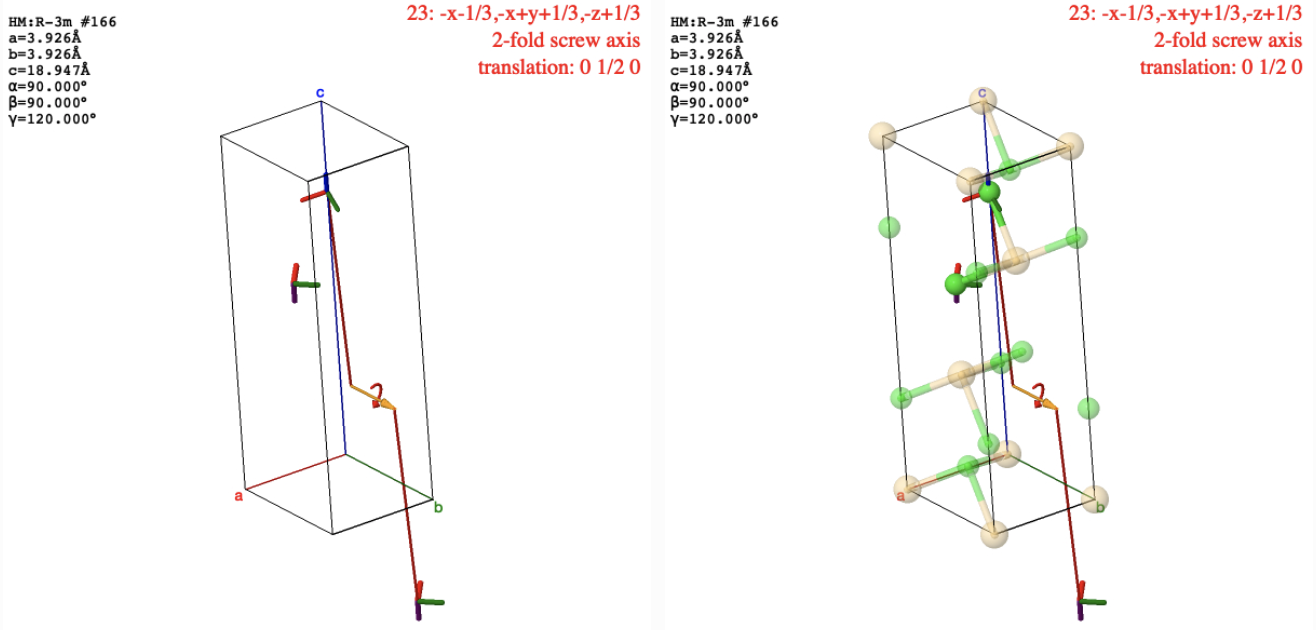 HM:R-3m #166
a=3.926Å
b=3.926Å
c=18.947Å
α=90.000°
β=90.000°
γ=120.000°
23: -x-1/3,-x+y+1/3,-z+1/3
2-fold screw axis
translation: 0 1/2 0
c
a
b
HM:R-3m #166
a=3.926Å
b=3.926Å
c=18.947Å
α=90.000°
β=90.000°
γ=120.000°
23: -x-1/3,-x+y+1/3,-z+1/3
2-fold screw axis
translation: 0 1/2 0
c
a
b